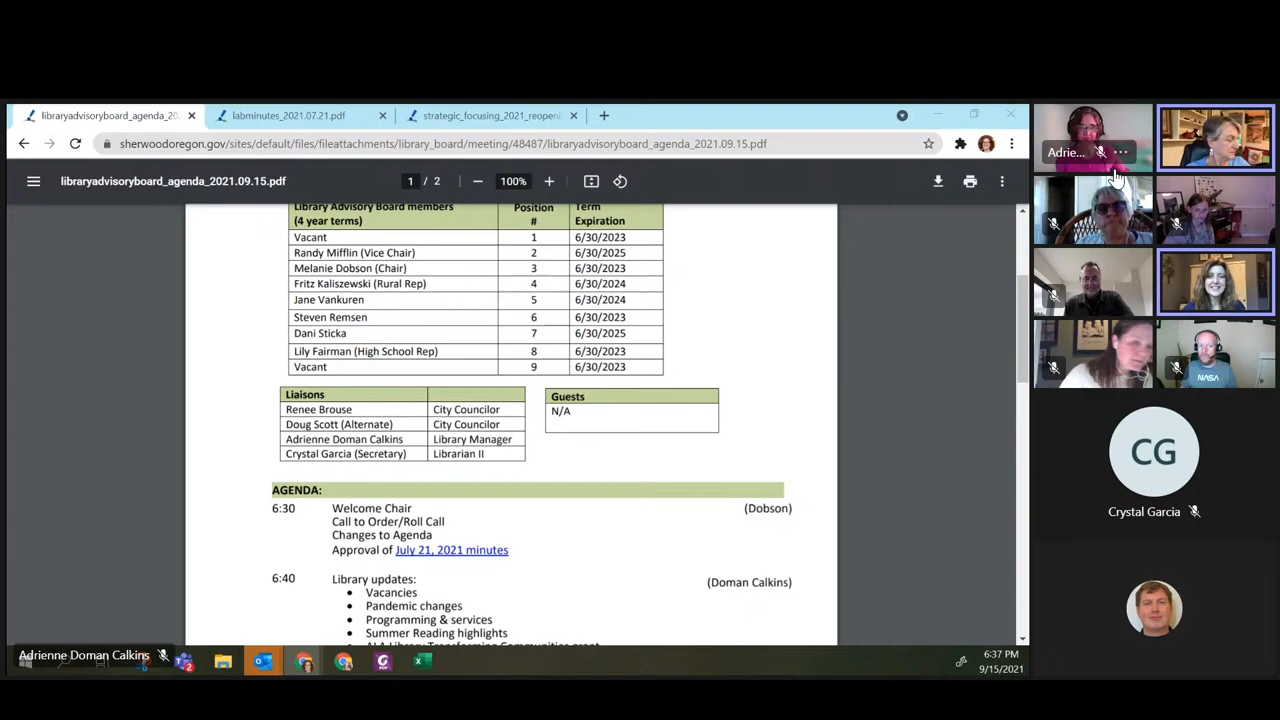 libraryadvisoryboard_agenda_20
labminutes_2021.07.21.pdf
strategic_focusing_2021_reopeni
sherwoodoregon.gov/sites/default/files/fileattachments/library_board/meeting/48487/libraryadvisoryboard_agenda_2021.09.15.pdf
libraryadvisoryboard_agenda_2021.09.15.pdf
1 / 2
100%
Library Advisory Board members Position Term
(4 year terms) # Expiration
Vacant 1 6/30/2023
Randy Mifflin (Vice Chair) 2 6/30/2025
Melanie Dobson (Chair) 3 6/30/2023
Fritz Kaliszewski (Rural Rep) 4 6/30/2024
Jane Vankuren 5 6/30/2024
Steven Remsen 6 6/30/2023
Dani Sticka 7 6/30/2025
Lily Fairman (High School Rep) 8 6/30/2023
Vacant 9 6/30/2023
Liaisons
Renee Brouse City Councilor
Doug Scott (Alternate) City Councilor
Adrienne Doman Calkins Library Manager
Crystal Garcia (Secretary) Librarian II
Guests
N/A
AGENDA:
6:30 Welcome Chair (Dobson)
Call to Order/Roll Call
Changes to Agenda
Approval of July 21, 2021 minutes
6:40 Library updates: (Doman Calkins)
• Vacancies
• Pandemic changes
• Programming & services
• Summer Reading highlights
• ALA Library Transforming Communities grant
Adrienne Doman Calkins
2
6:37 PM
9/15/2021
Adrie...
NASA
CG
Crystal Garcia